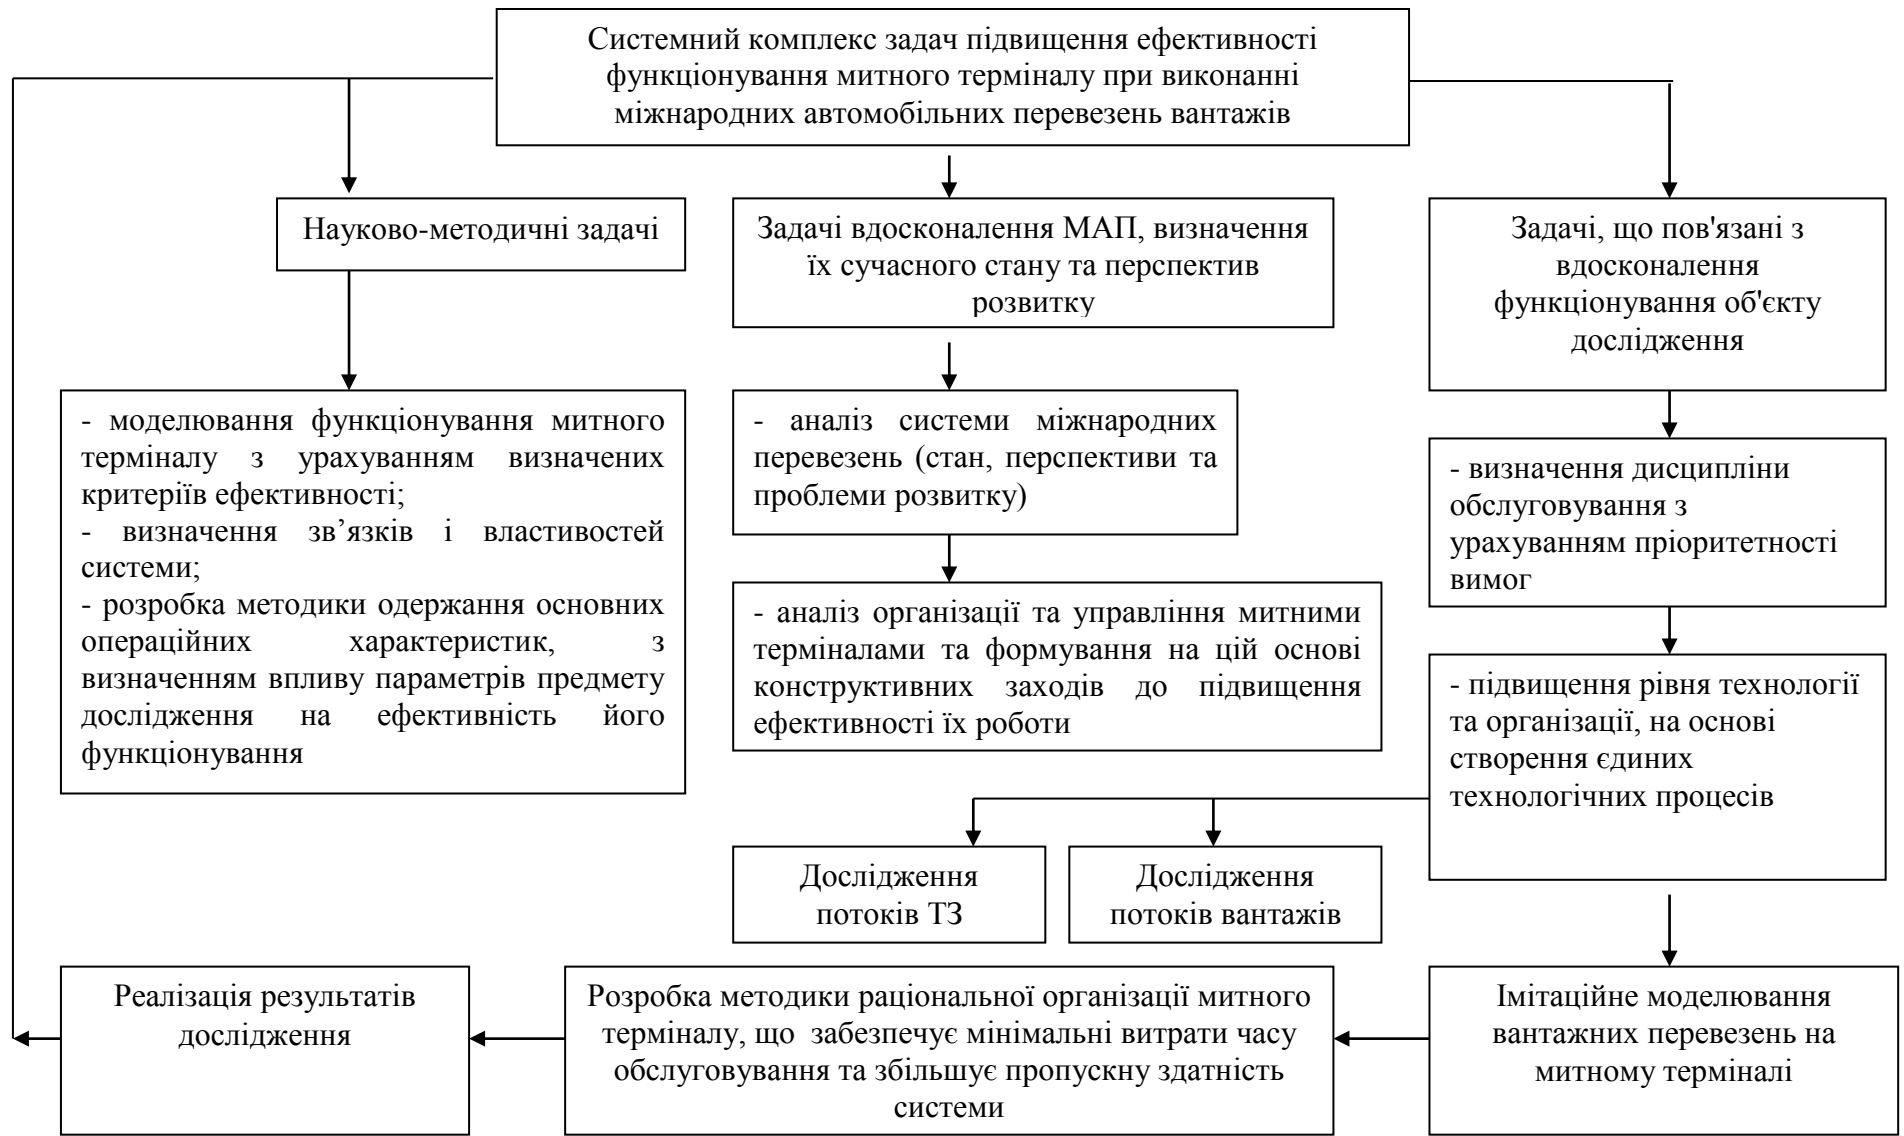 Системний комплекс задач підвищення ефективності
функціонування митного терміналу при виконанні
міжнародних автомобільних перевезень вантажів
Науково-методичні задачі
Задачі вдосконалення МАП, визначення
їх сучасного стану та перспектив
розвитку
Задачі, що пов'язані з
вдосконалення
функціонування об'єкту
дослідження
- моделювання функціонування митного
терміналу з урахуванням визначених
критеріїв ефективності;
- визначення зв’язків і властивостей
системи;
- розробка методики одержання основних
операційних характеристик, з
визначенням впливу параметрів предмету
дослідження на ефективність його
функціонування
- аналіз системи міжнародних
перевезень (стан, перспективи та
проблеми розвитку)
- аналіз організації та управління митними
терміналами та формування на цій основі
конструктивних заходів до підвищення
ефективності їх роботи
- визначення дисципліни
обслуговування з
урахуванням пріоритетності
вимог
- підвищення рівня технології
та організації, на основі
створення єдиних
технологічних процесів
Дослідження
потоків ТЗ
Дослідження
потоків вантажів
Реалізація результатів
дослідження
Розробка методики раціональної організації митного
терміналу, що  забезпечує мінімальні витрати часу
обслуговування та збільшує пропускну здатність
системи
Імітаційне моделювання
вантажних перевезень на
митному терміналі